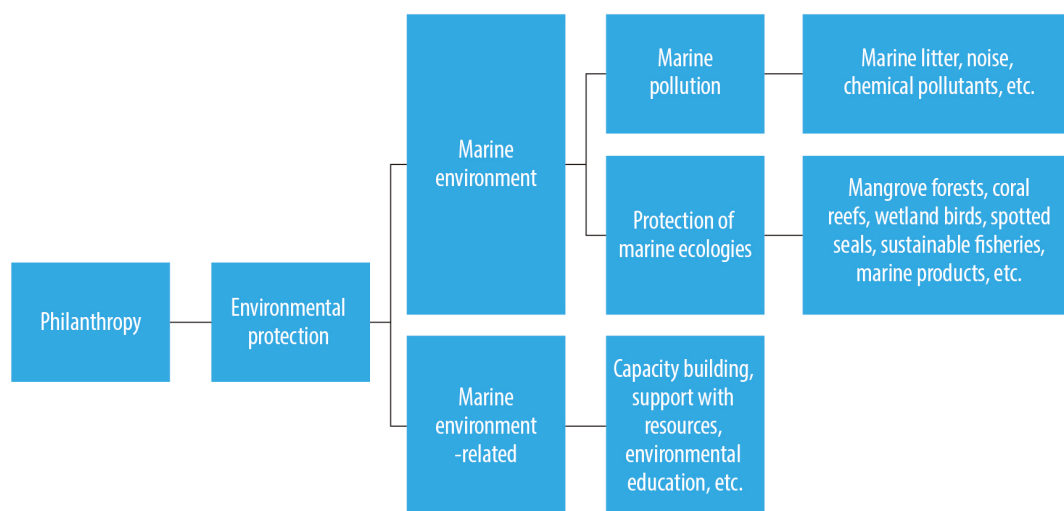 Philanthropy
Environmental
protection
Marine
environment
Marine
pollution
Marine litter, noise,
chemical pollutants, etc.
Protection of
marine ecologies
Mangrove forests, coral
reefs, wetland birds, spotted
seals, sustainable fisheries,
marine products, etc.
Marine
environment
-related
Capacity building,
support with
resources,
environmental
education, etc.